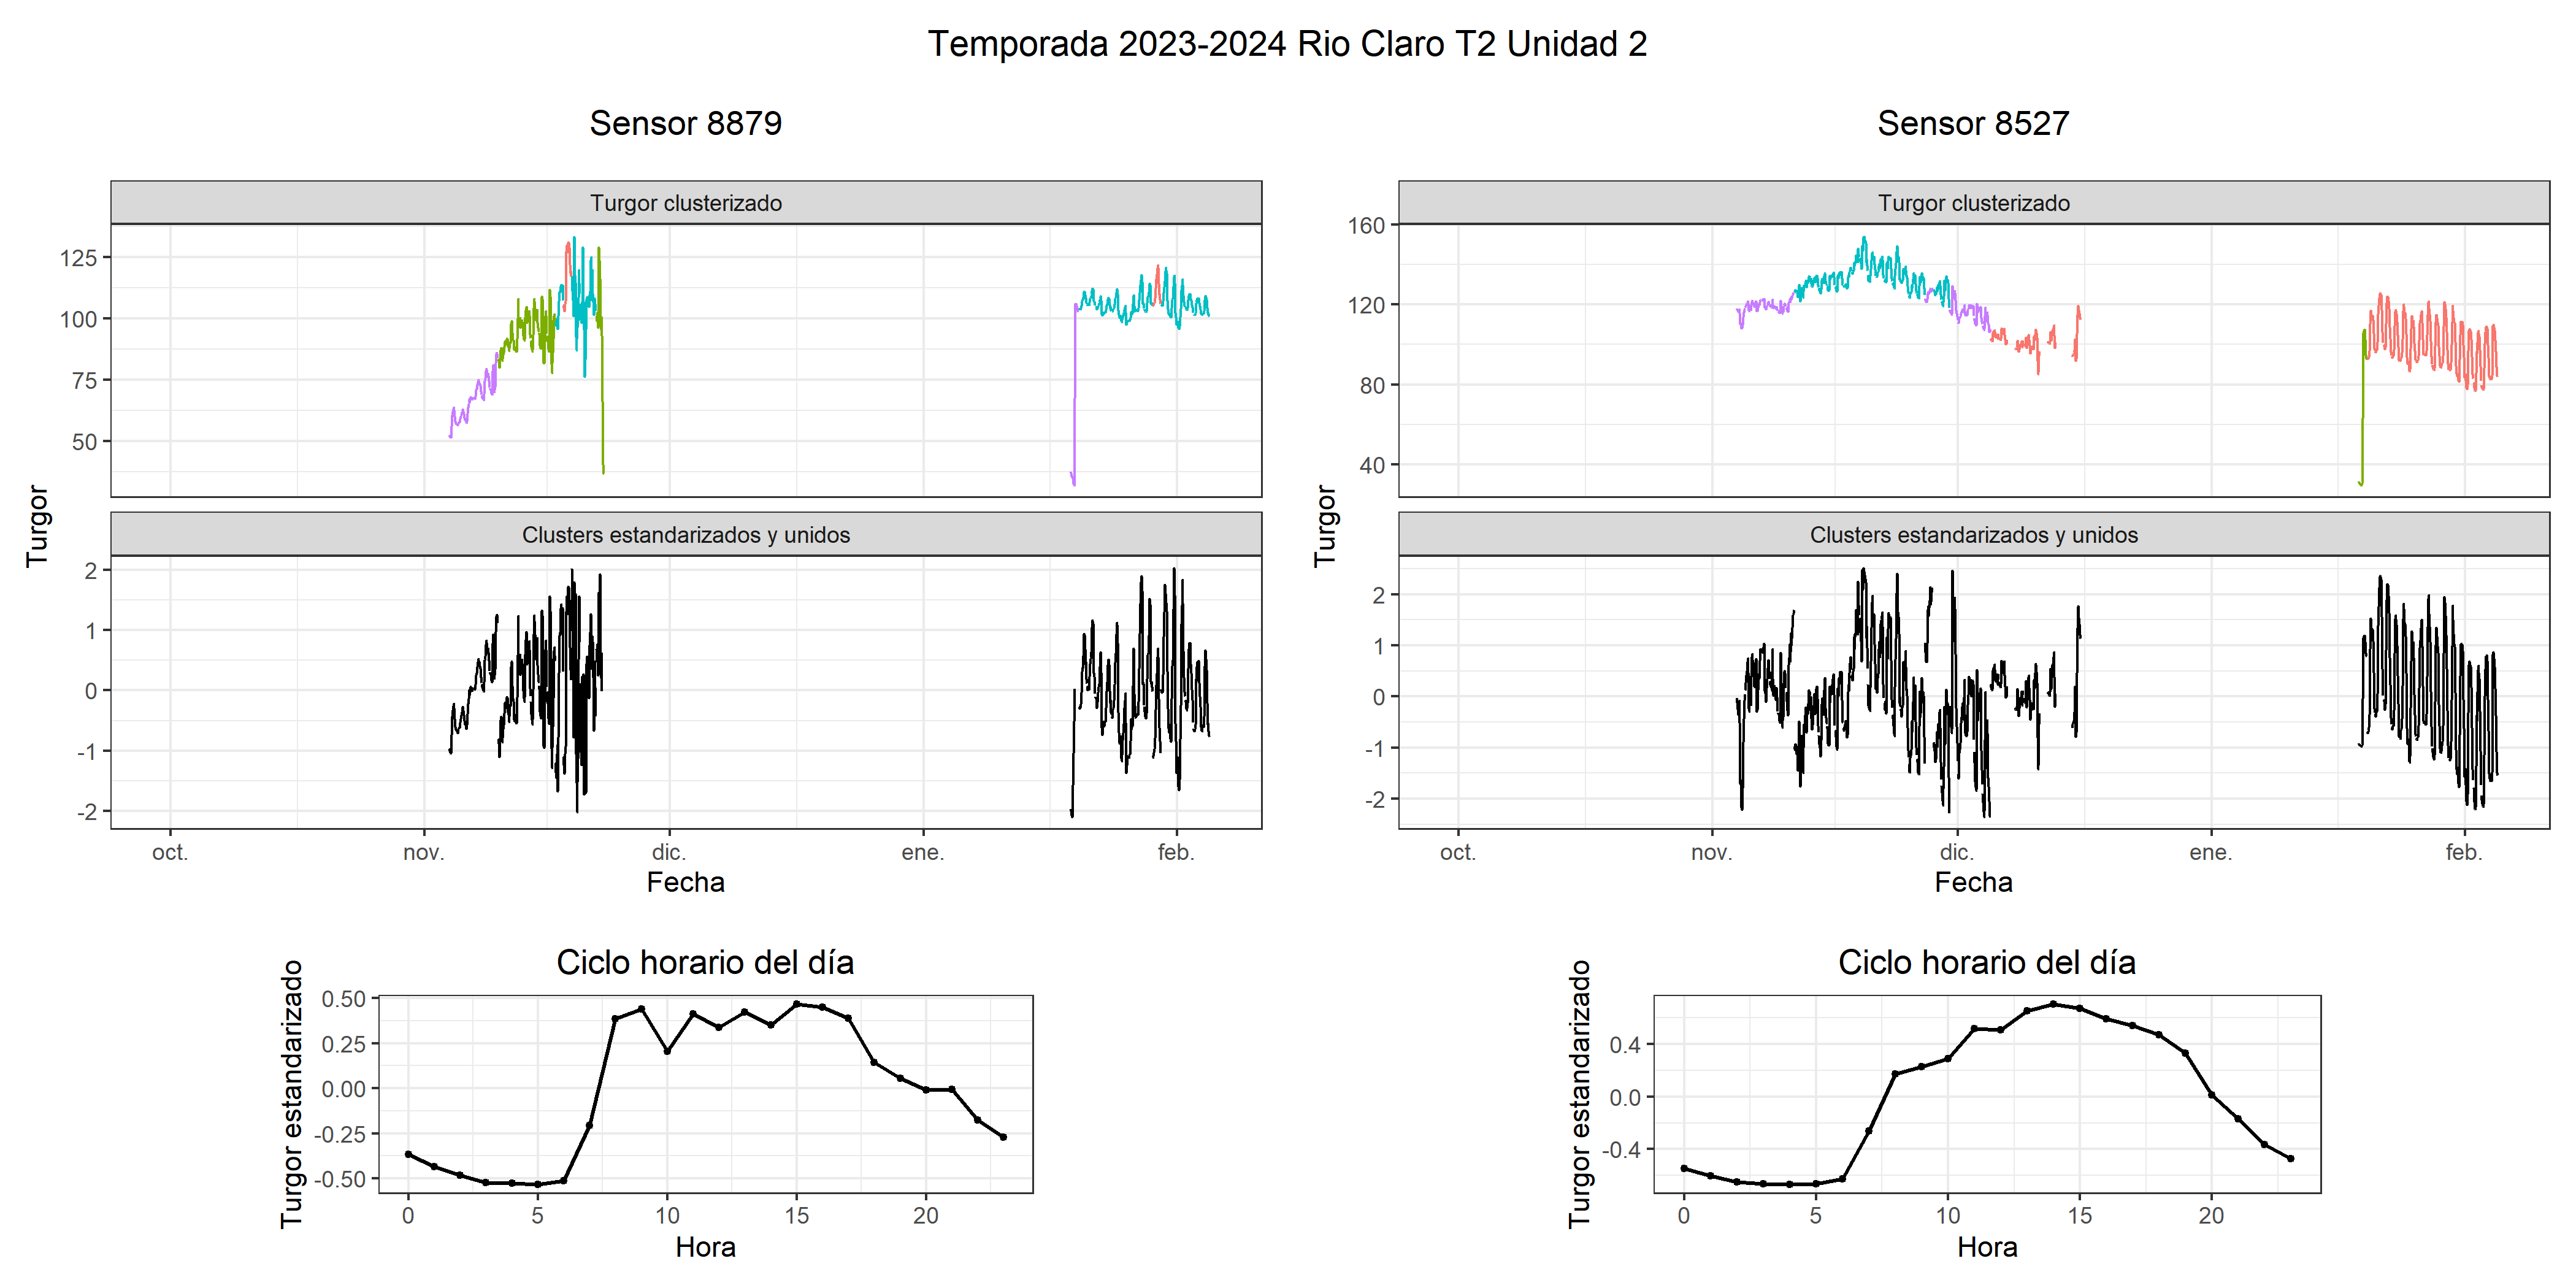 Temporada 2023-2024 Rio Claro T2 Unidad 2
Sensor 8879
Turgor clusterizado
125
100
75
50
Turgor
Clusters estandarizados y unidos
2
1
0
-1
-2
oct. nov. dic. ene. feb.
Fecha
Ciclo horario del día
Turgor estandarizado
0.50
0.25
0.00
-0.25
-0.50
0 5 10 15 20
Hora
Sensor 8527
Turgor clusterizado
160
120
80
40
Turgor
Clusters estandarizados y unidos
2
1
0
-1
-2
oct. nov. dic. ene. feb.
Fecha
Ciclo horario del día
Turgor estandarizado
0.4
0.0
-0.4
0 5 10 15 20
Hora